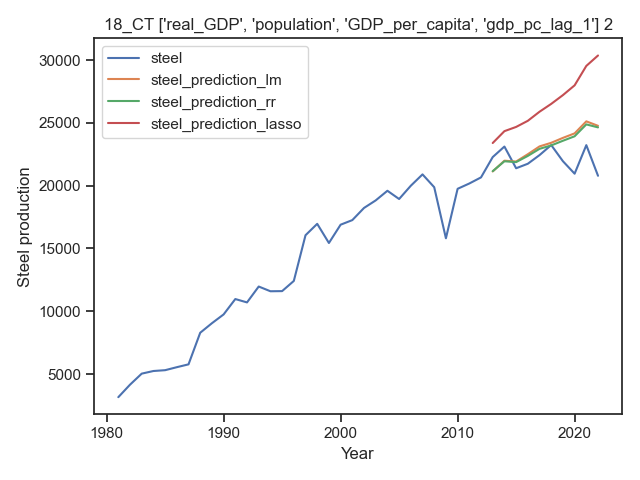 18_CT ['real_GDP', 'population', 'GDP_per_capita', 'gdp_pc_lag_1'] 2
steel
steel_prediction_lm
steel_prediction_rr
steel_prediction_lasso
30000
25000
20000
15000
10000
5000
Steel production
1980
1990
2000
2010
2020
Year